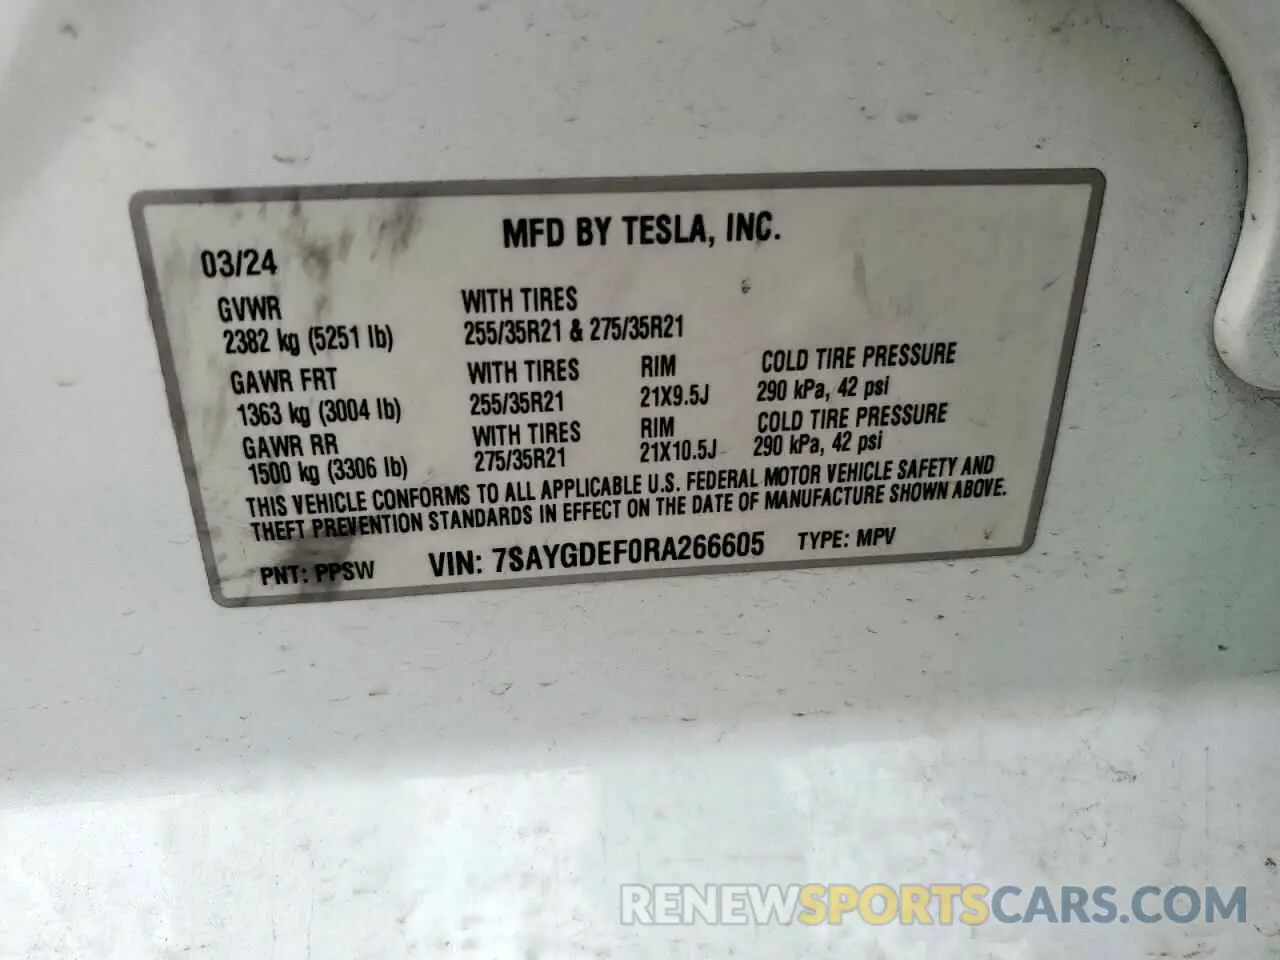 MFD BY TESLA, INC.
03/24
GVWR WITH TIRES
2382 kg (5251 lb) 255/35R21 & 275/35R21
GAWR FRT WITH TIRES RIM COLD TIRE PRESSURE
1363 kg (3004 lb) 255/35R21 21X9.5J 290 kPa, 42 psi
GAWR RR WITH TIRES RIM COLD TIRE PRESSURE
1500 kg (3306 lb) 275/35R21 21X10.5J 290 kPa, 42 psi
THIS VEHICLE CONFORMS TO ALL APPLICABLE U.S. FEDERAL MOTOR VEHICLE SAFETY AND
THEFT PREVENTION STANDARDS IN EFFECT ON THE DATE OF MANUFACTURE SHOWN ABOVE.
PNT: PPSW VIN: 7SAYGDEF0RA266605 TYPE: MPV
RENEWSPORTSCARS.COM